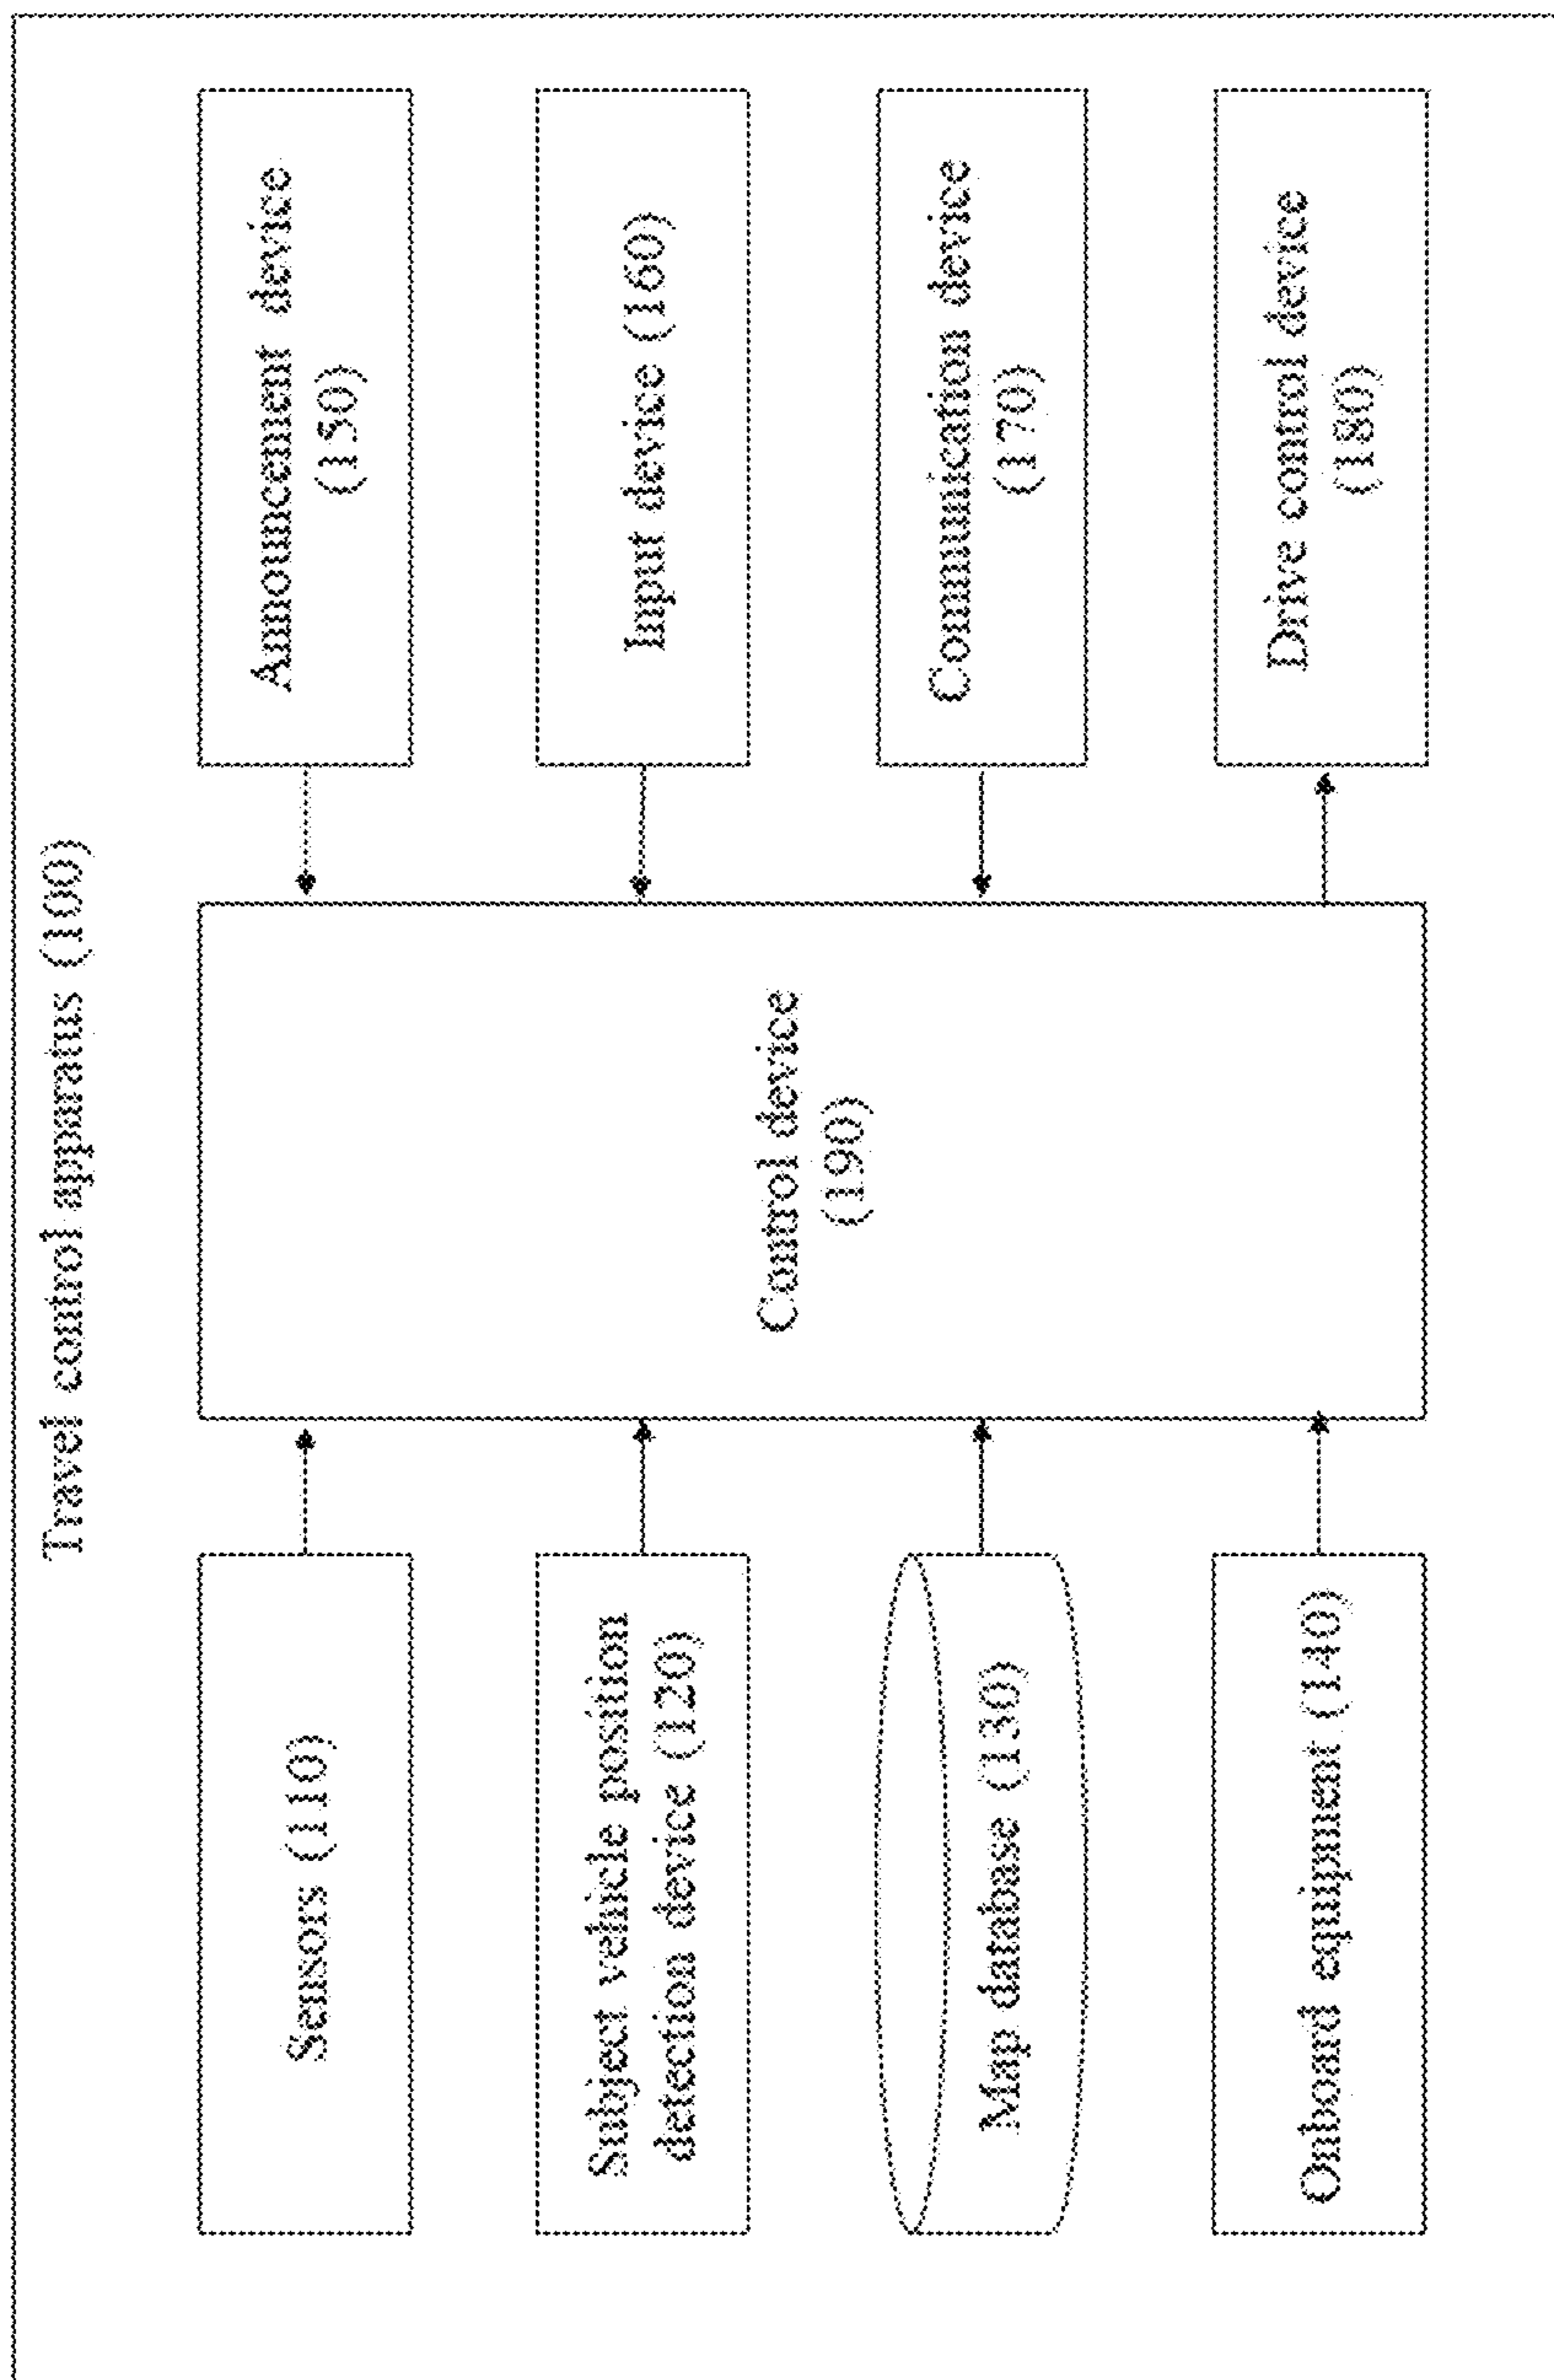 Travel control apparatus (100)
Sensors (110)
Subject vehicle position
detection device (120)
Map database (130)
Onboard equipment (140)
Control device
(190)
Announcement device
(150)
Input device (160)
Communication device
(170)
Drive control device
(180)